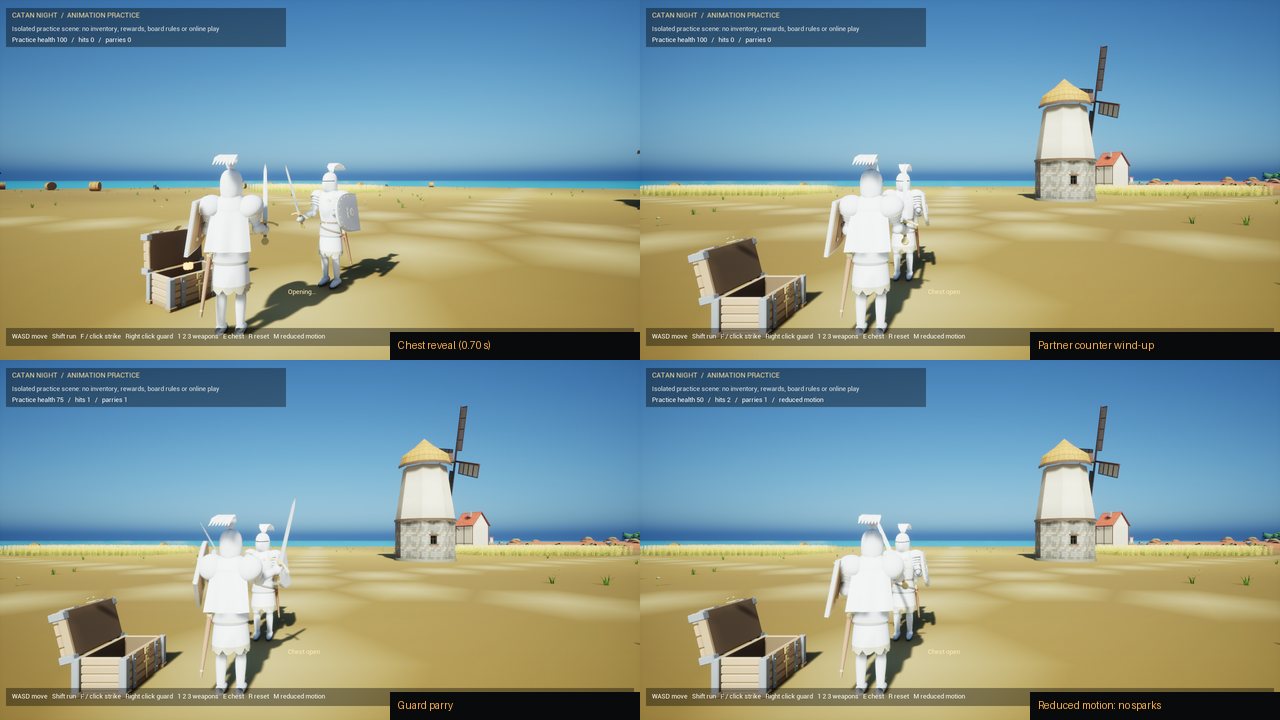 CATAN NIGHT / ANIMATION PRACTICE
Isolated practice scene: no inventory, rewards, board rules or online play
Practice health 100 / hits 0 / parries 0
Opening...
WASD move Shift run F / click strike Right click guard 1 2 3 weapons E chest R reset M reduced motion
Chest reveal (0.70 s)
CATAN NIGHT / ANIMATION PRACTICE
Isolated practice scene: no inventory, rewards, board rules or online play
Practice health 100 / hits 0 / parries 0
Chest open
WASD move Shift run F / click strike Right click guard 1 2 3 weapons E chest R reset M reduced motion
Partner counter wind-up
CATAN NIGHT / ANIMATION PRACTICE
Isolated practice scene: no inventory, rewards, board rules or online play
Practice health 75 / hits 1 / parries 1
Chest open
WASD move Shift run F / click strike Right click guard 1 2 3 weapons E chest R reset M reduced motion
Guard parry
CATAN NIGHT / ANIMATION PRACTICE
Isolated practice scene: no inventory, rewards, board rules or online play
Practice health 50 / hits 2 / parries 1 / reduced motion
Chest open
WASD move Shift run F / click strike Right click guard 1 2 3 weapons E chest R reset M reduced motion
Reduced motion: no sparks